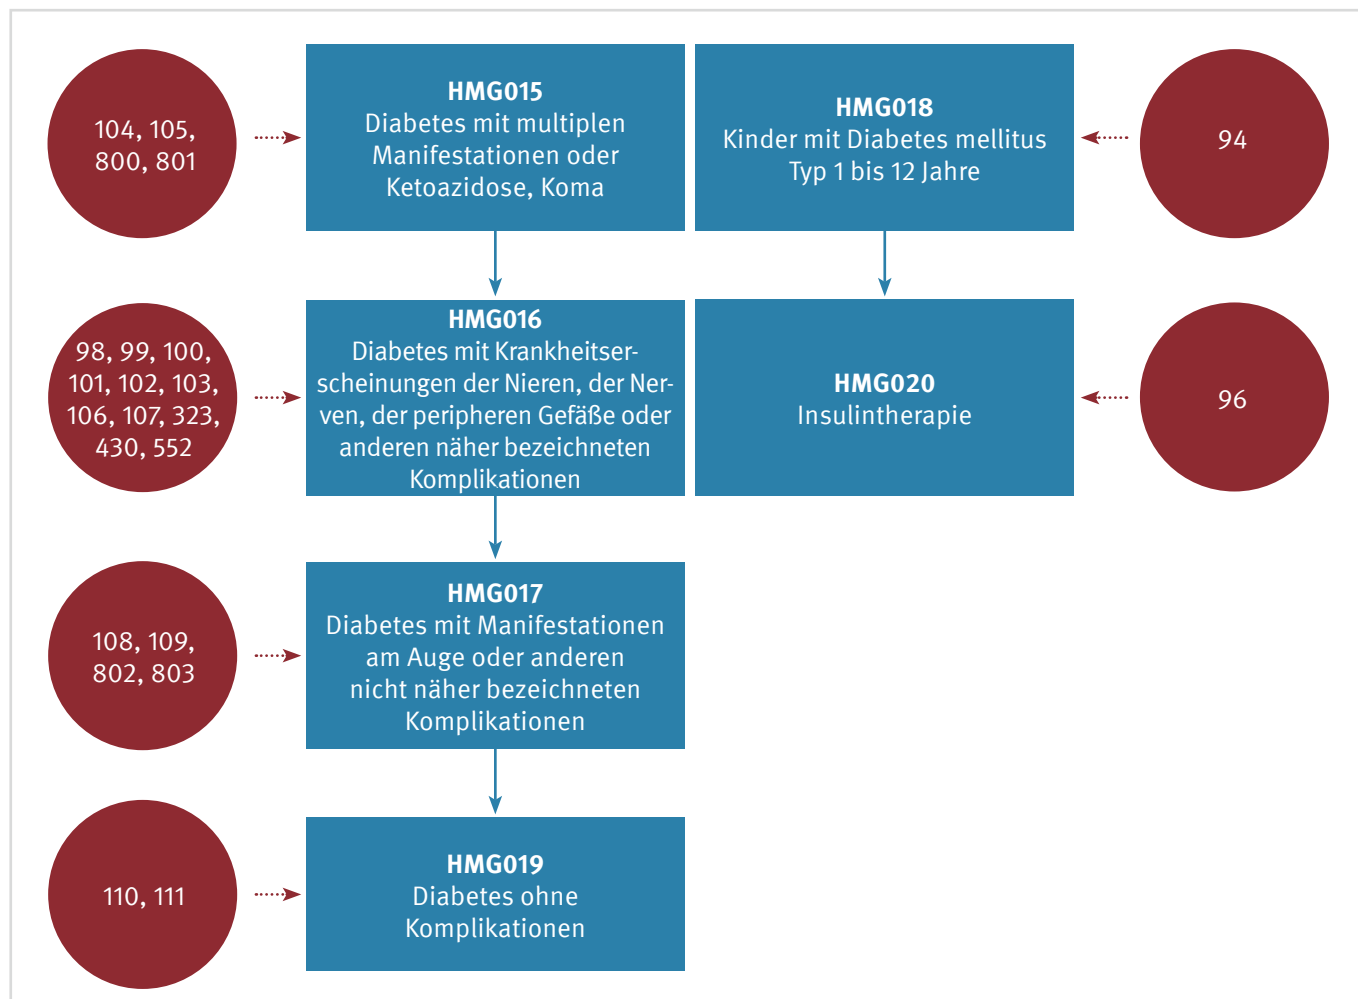 104, 105,
800, 801
HMG015
Diabetes mit multiplen
Manifestationen oder
Ketoazidose, Koma
HMG018
Kinder mit Diabetes mellitus
Typ 1 bis 12 Jahre
94
98, 99, 100,
101, 102, 103,
106, 107, 323,
430, 552
HMG016
Diabetes mit Krankheitser-
scheinungen der Nieren, der Ner-
ven, der peripheren Gefäße oder
anderen näher bezeichneten
Komplikationen
HMG020
Insulintherapie
96
108, 109,
802, 803
HMG017
Diabetes mit Manifestationen
am Auge oder anderen
nicht näher bezeichneten
Komplikationen
110, 111
HMG019
Diabetes ohne
Komplikationen